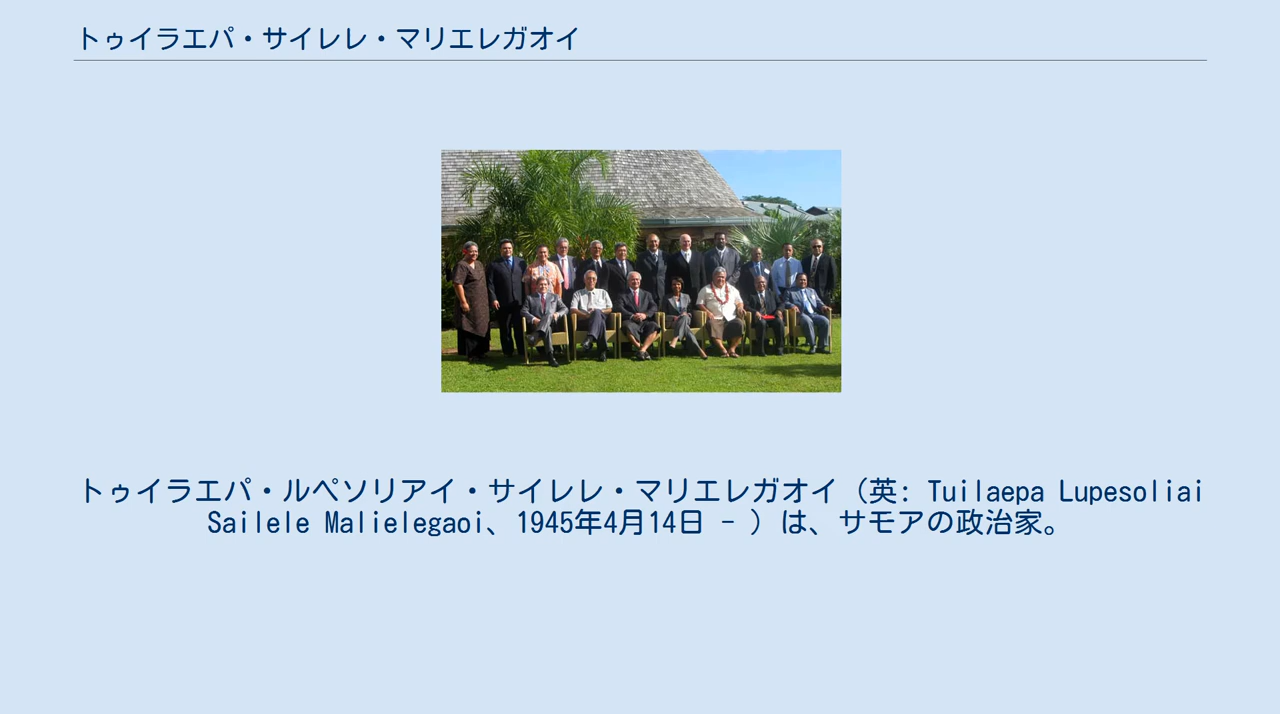 トゥイラエパ・サイレレ・マリエレガオイ
トゥイラエパ・ルペソリアイ・サイレレ・マリエレガオイ（英: Tuilaepa Lupesoliai
Sailele Malielegaoi、1945年4月14日 - ）は、サモアの政治家。